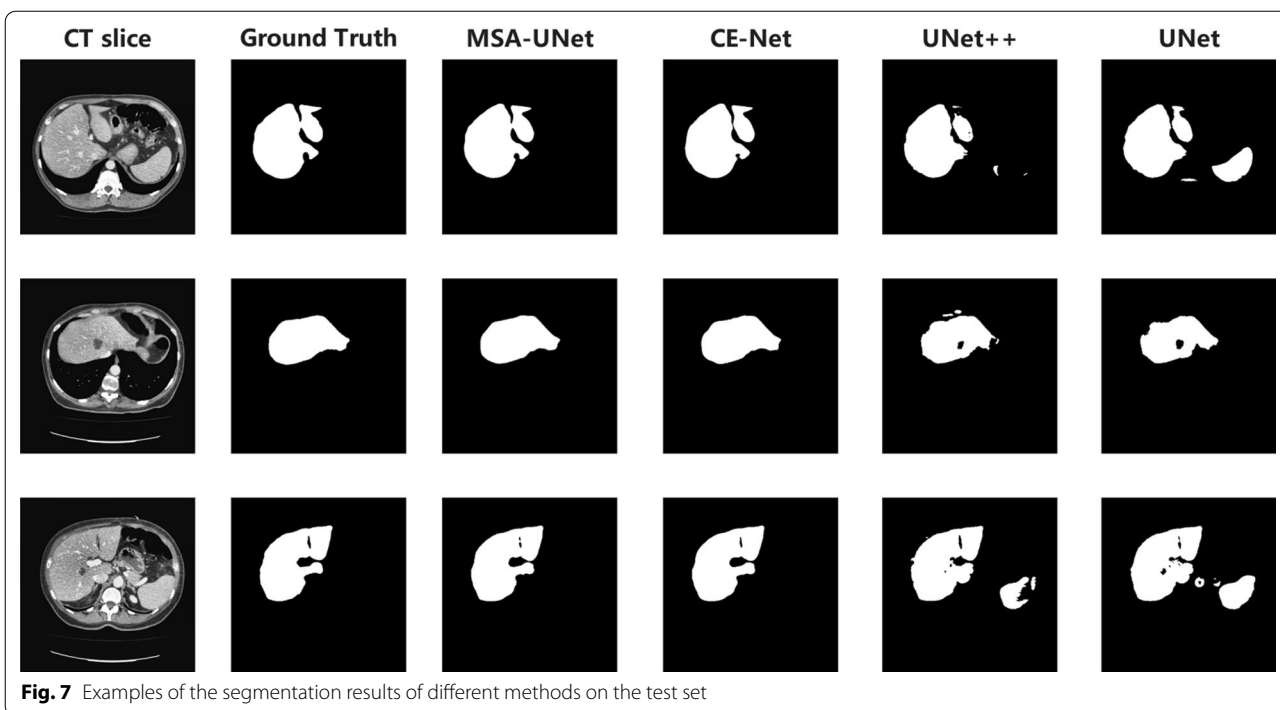 CT slice Ground Truth MSA-UNet CE-Net UNet++ UNet
Fig. 7 Examples of the segmentation results of different methods on the test set